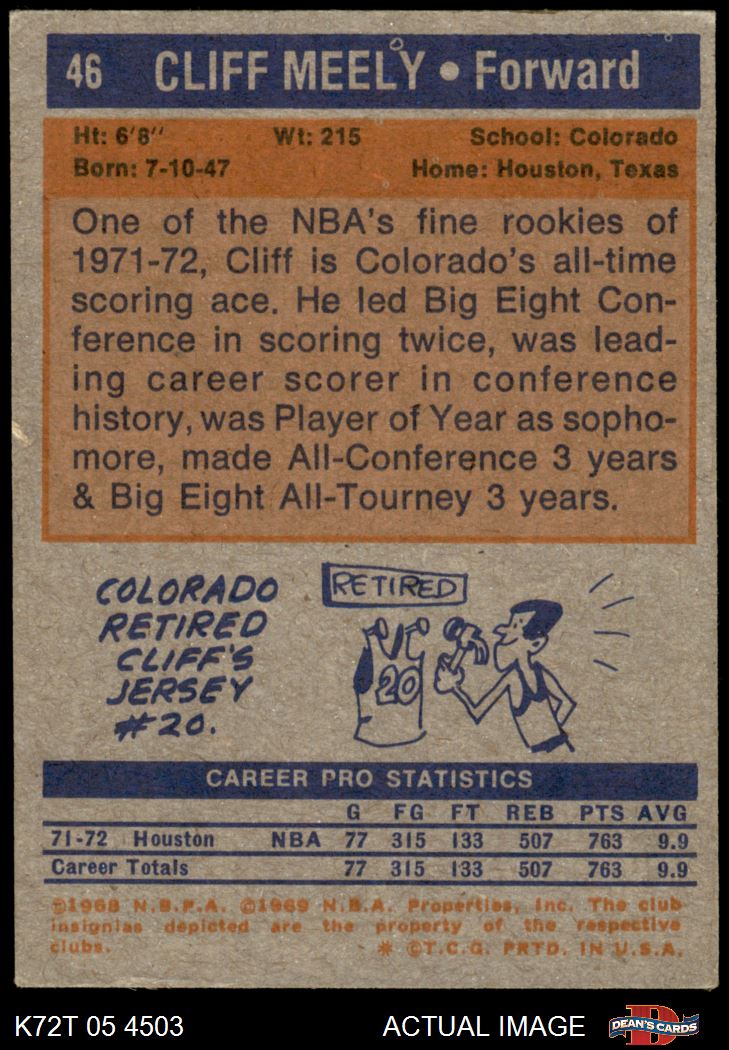 46 CLIFF MEELY • Forward
Ht: 6'8" Wt: 215 School: Colorado
Born: 7-10-47 Home: Houston, Texas
One of the NBA's fine rookies of
1971-72, Cliff is Colorado's all-time
scoring ace. He led Big Eight Con-
ference in scoring twice, was lead-
ing career scorer in conference
history, was Player of Year as sopho-
more, made All-Conference 3 years
& Big Eight All-Tourney 3 years.
COLORADO
RETIRED
CLIFF'S
JERSEY
#20.
RETIRED
20
CAREER PRO STATISTICS
G FG FT REB PTS AVG
71-72 Houston NBA 77 315 133 507 763 9.9
Career Totals 77 315 133 507 763 9.9
©1968 N.B.P.A. ©1969 N.B.A. Properties, Inc. The club
insignias depicted are the property of the respective
clubs. * ©T.C.G. PRTD. IN U.S.A.
K72T 05 4503 ACTUAL IMAGE D DEAN'S CARDS